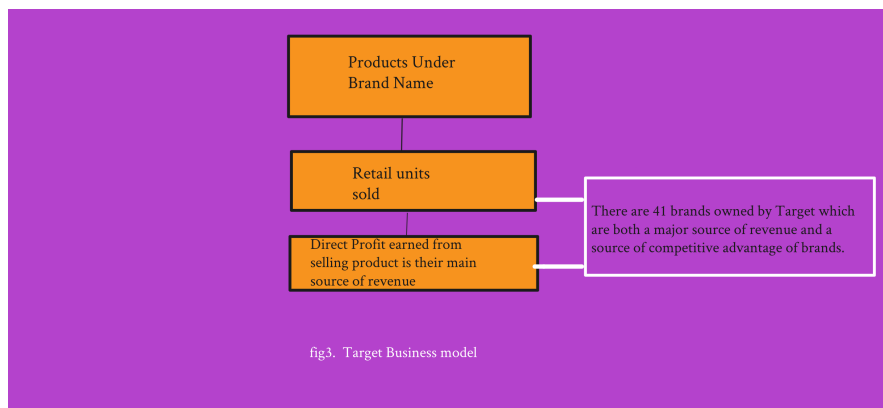 Products Under
Brand Name
Retail units
sold
There are 41 brands owned by Target which
are both a major source of revenue and a
source of competitive advantage of brands.
Direct Profit earned from
selling product is their main
source of revenue
fig3. Target Business model